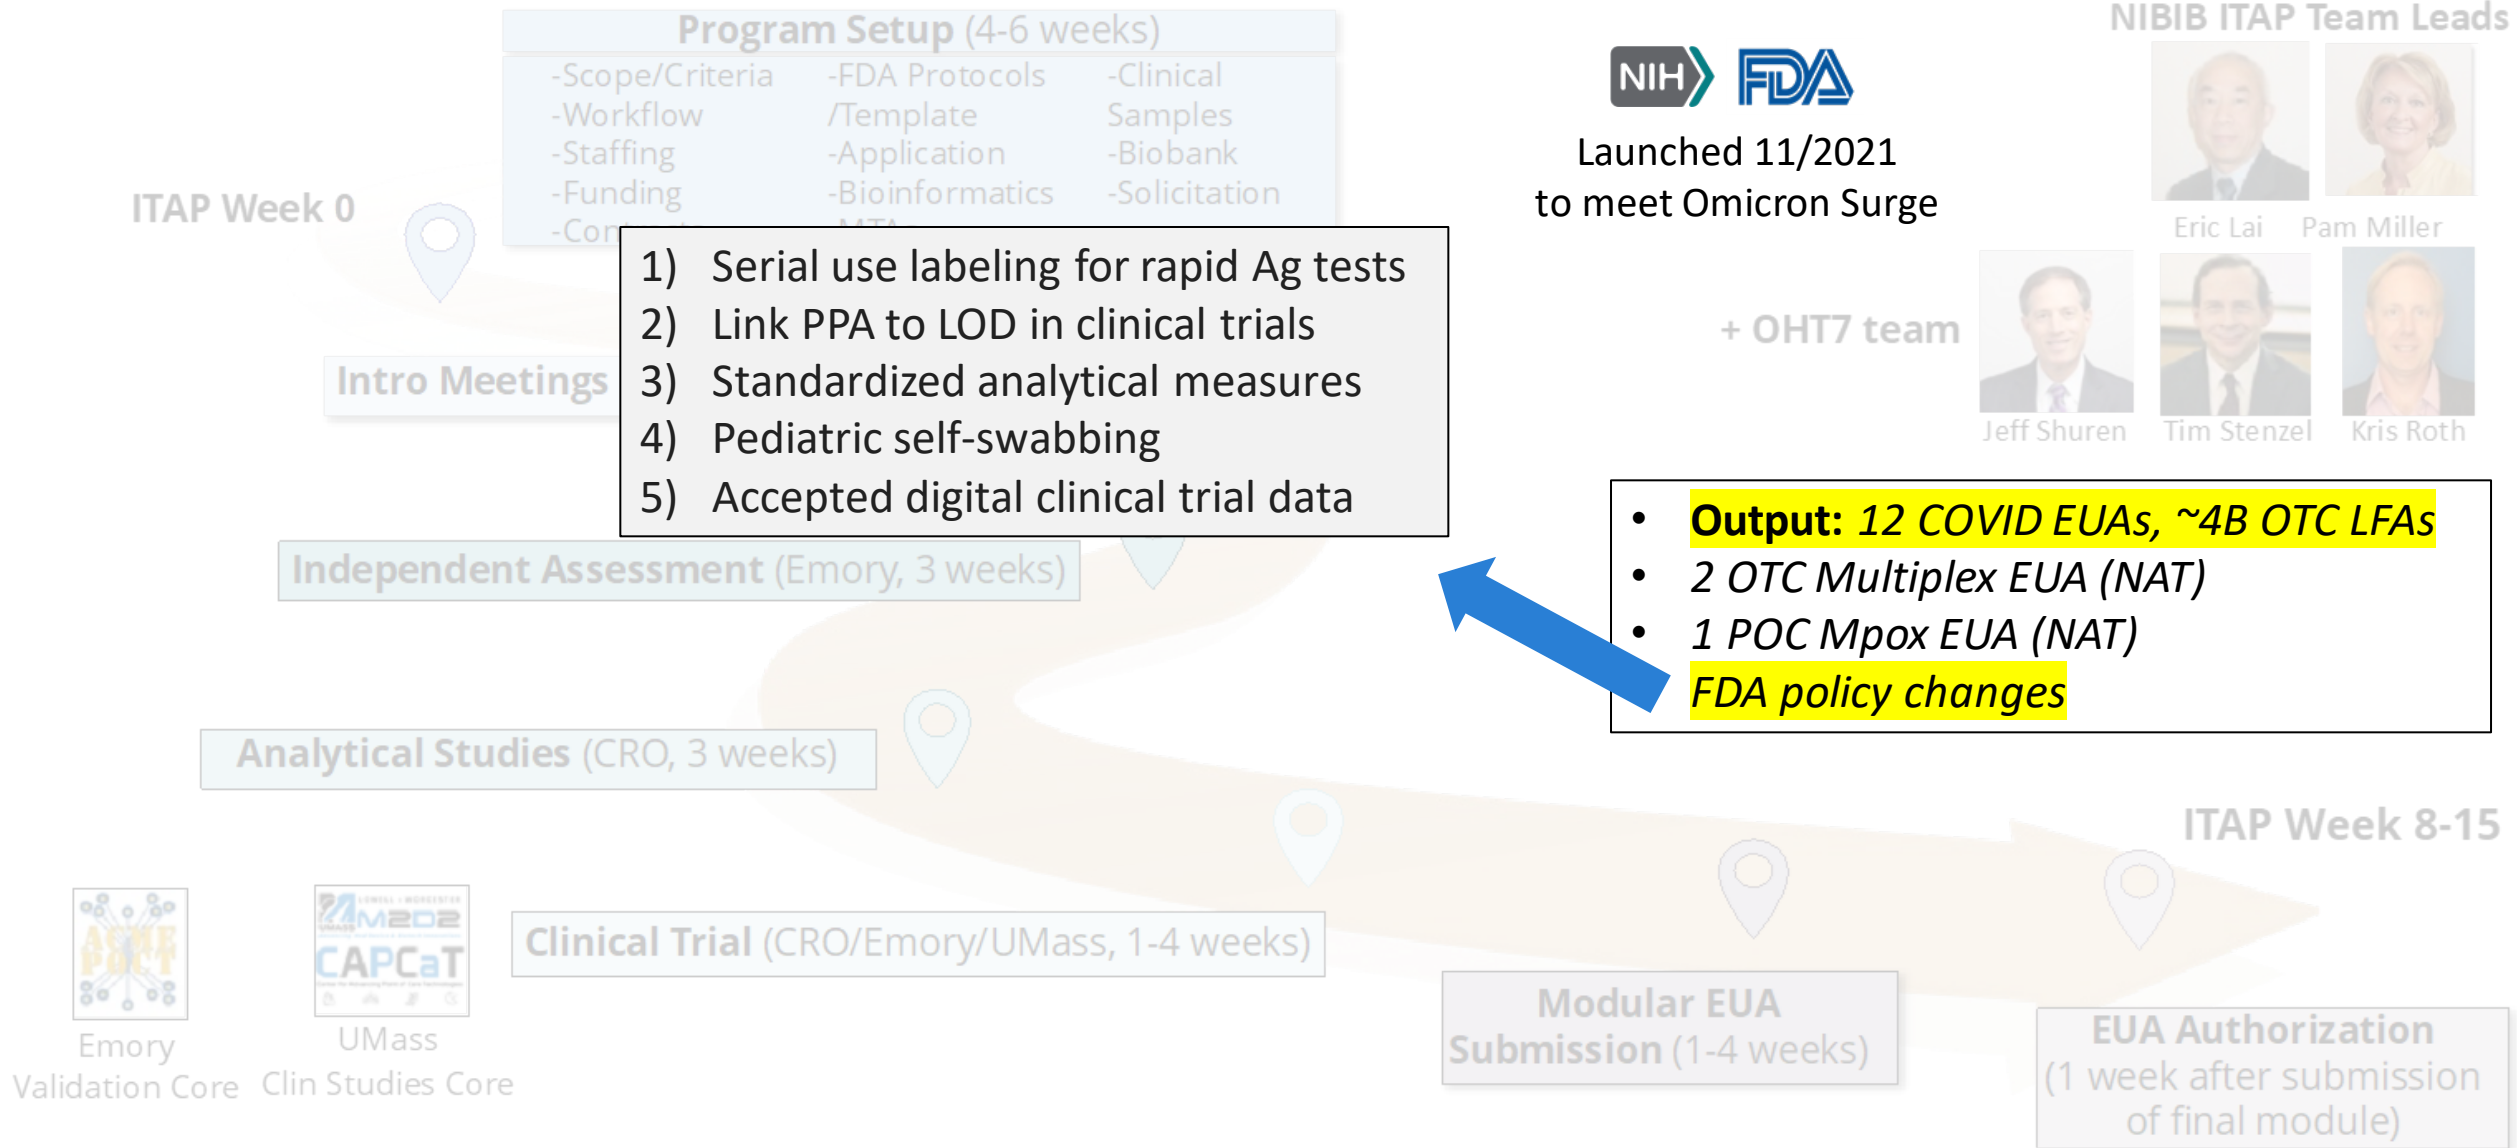 Program Setup (4-6 weeks)
-Scope/Criteria
-Workflow
-Staffing
-Funding
-FDA Protocols
/Template
-Application
-Bioinformatics
-Clinical
Samples
-Biobank
-Solicitation
NIH FDA
Launched 11/2021
to meet Omicron Surge
NIBIB ITAP Team Leads
Eric Lai Pam Miller
+ OHT7 team
Jeff Shuren Tim Stenzel Kris Roth
ITAP Week 0
1) Serial use labeling for rapid Ag tests
2) Link PPA to LOD in clinical trials
3) Standardized analytical measures
4) Pediatric self-swabbing
5) Accepted digital clinical trial data
Intro Meetings
• Output: 12 COVID EUAs, ~4B OTC LFAs
• 2 OTC Multiplex EUA (NAT)
• 1 POC Mpox EUA (NAT)
FDA policy changes
Independent Assessment (Emory, 3 weeks)
Analytical Studies (CRO, 3 weeks)
ITAP Week 8-15
ACME
POCT
Emory
Validation Core
UMASS
M2D2
CAPCaT
UMass
Clin Studies Core
Clinical Trial (CRO/Emory/UMass, 1-4 weeks)
Modular EUA
Submission (1-4 weeks)
EUA Authorization
(1 week after submission
of final module)